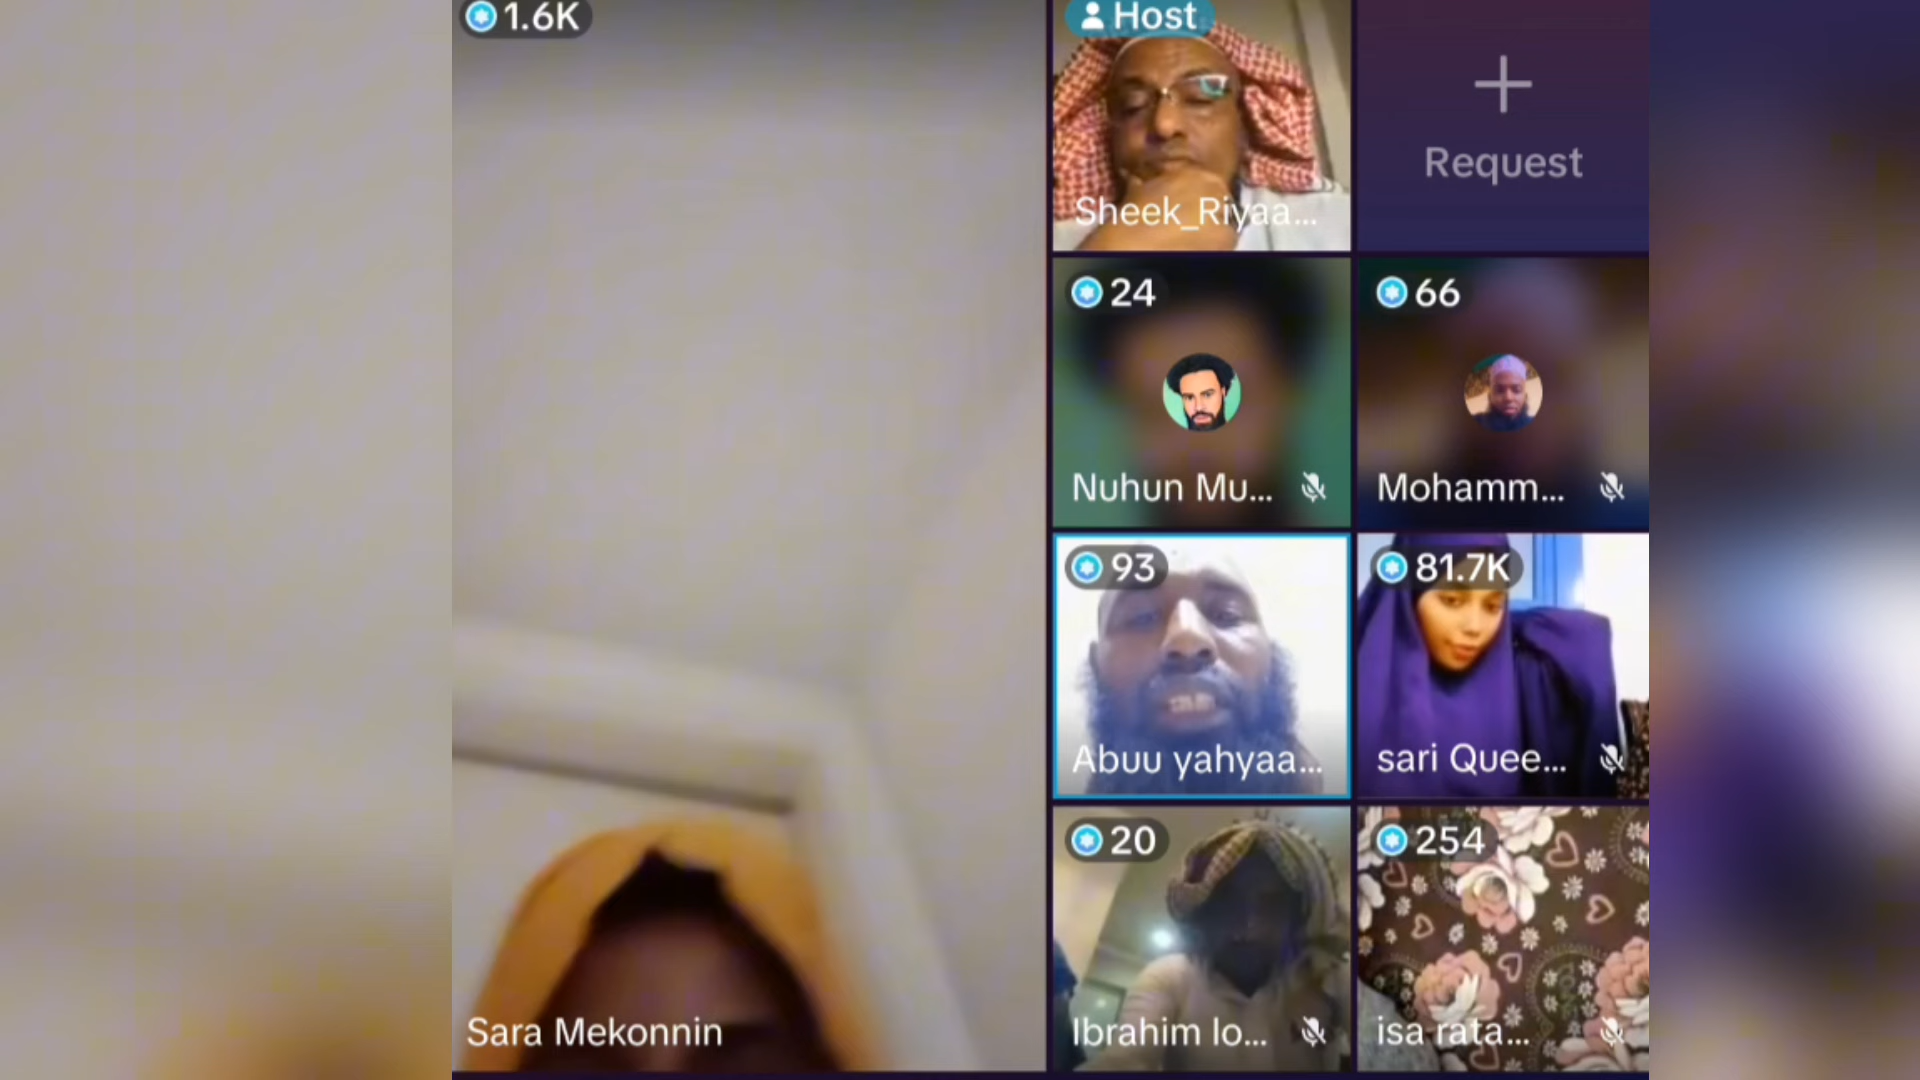 1.6K
Host
Sheek_Riyaa...
Request
24
Nuhun Mu...
66
Mohamm...
93
Abuu yahyaa...
81.7K
sari Quee...
Sara Mekonnin
20
Ibrahim lo...
254
isa rata...